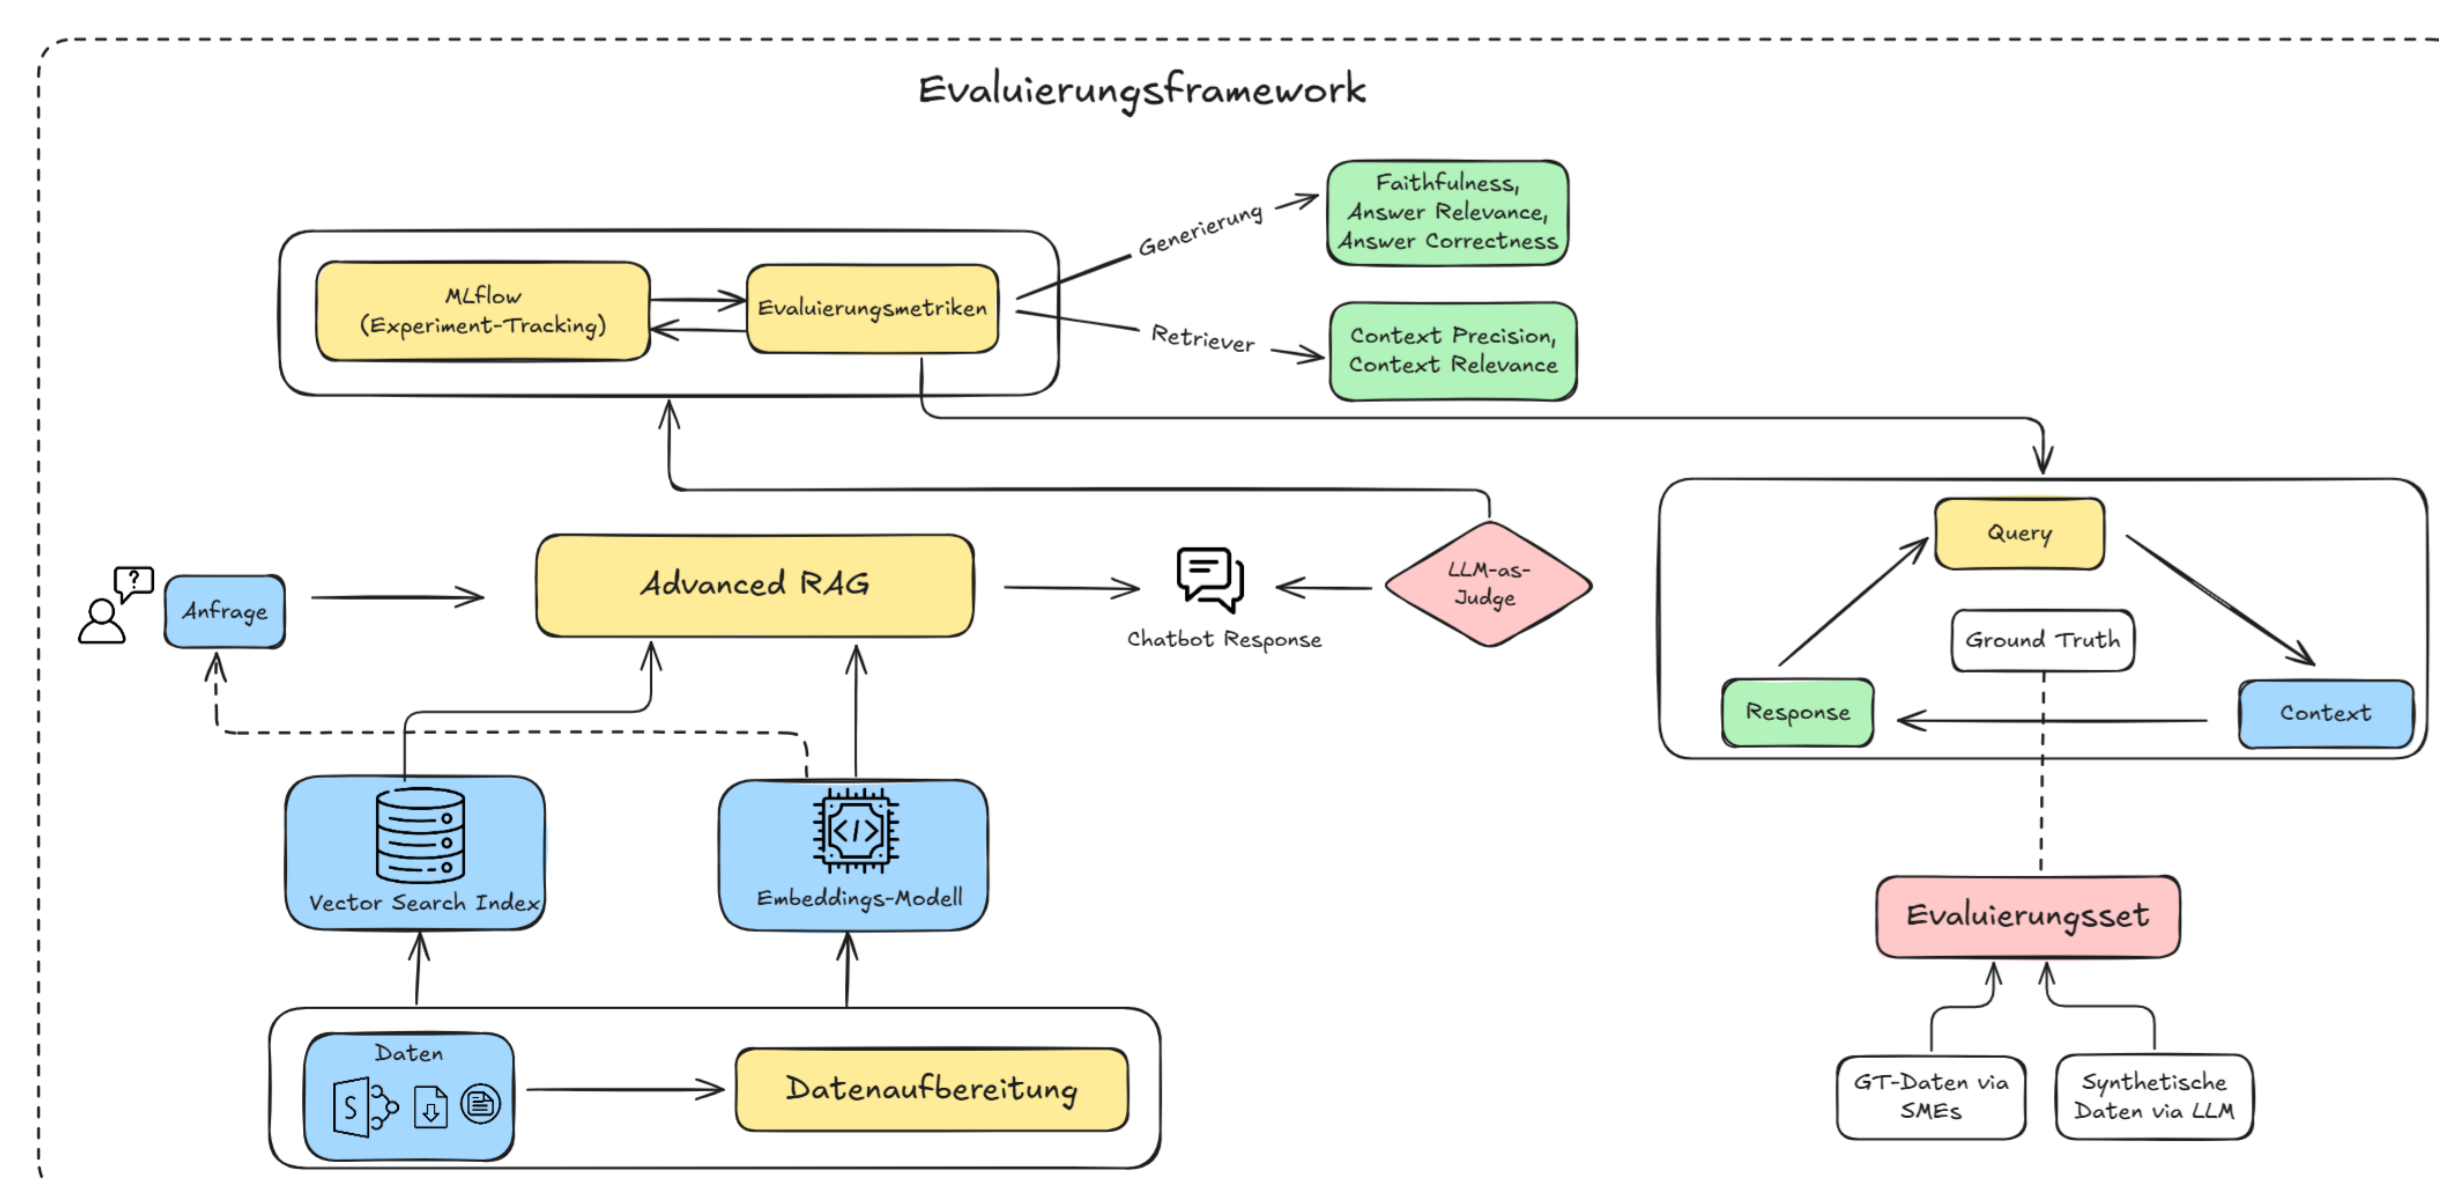 Evaluierungsframework
Faithfulness,
Answer Relevance,
Answer Correctness
Generierung
MLflow
(Experiment-Tracking)
Evaluierungsmetriken
Retriever
Context Precision,
Context Relevance
Query
Ground Truth
Response
Context
?
Anfrage
Advanced RAG
Chatbot Response
LLM-as-
Judge
Vector Search Index
</>
Embeddings-Modell
Evaluierungsset
Daten
S
Datenaufbereitung
GT-Daten via
SMEs
Synthetische
Daten via LLM